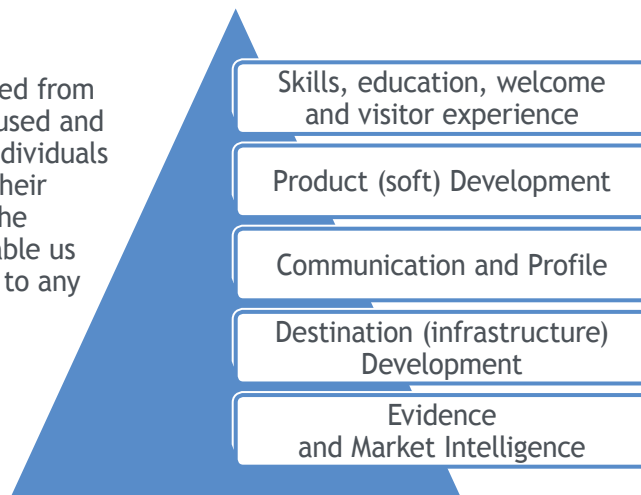 ed from
used and
dividuals
heir
he
able us
to any
Skills, education, welcome
and visitor experience
Product (soft) Development
Communication and Profile
Destination (infrastructure)
Development
Evidence
and Market Intelligence